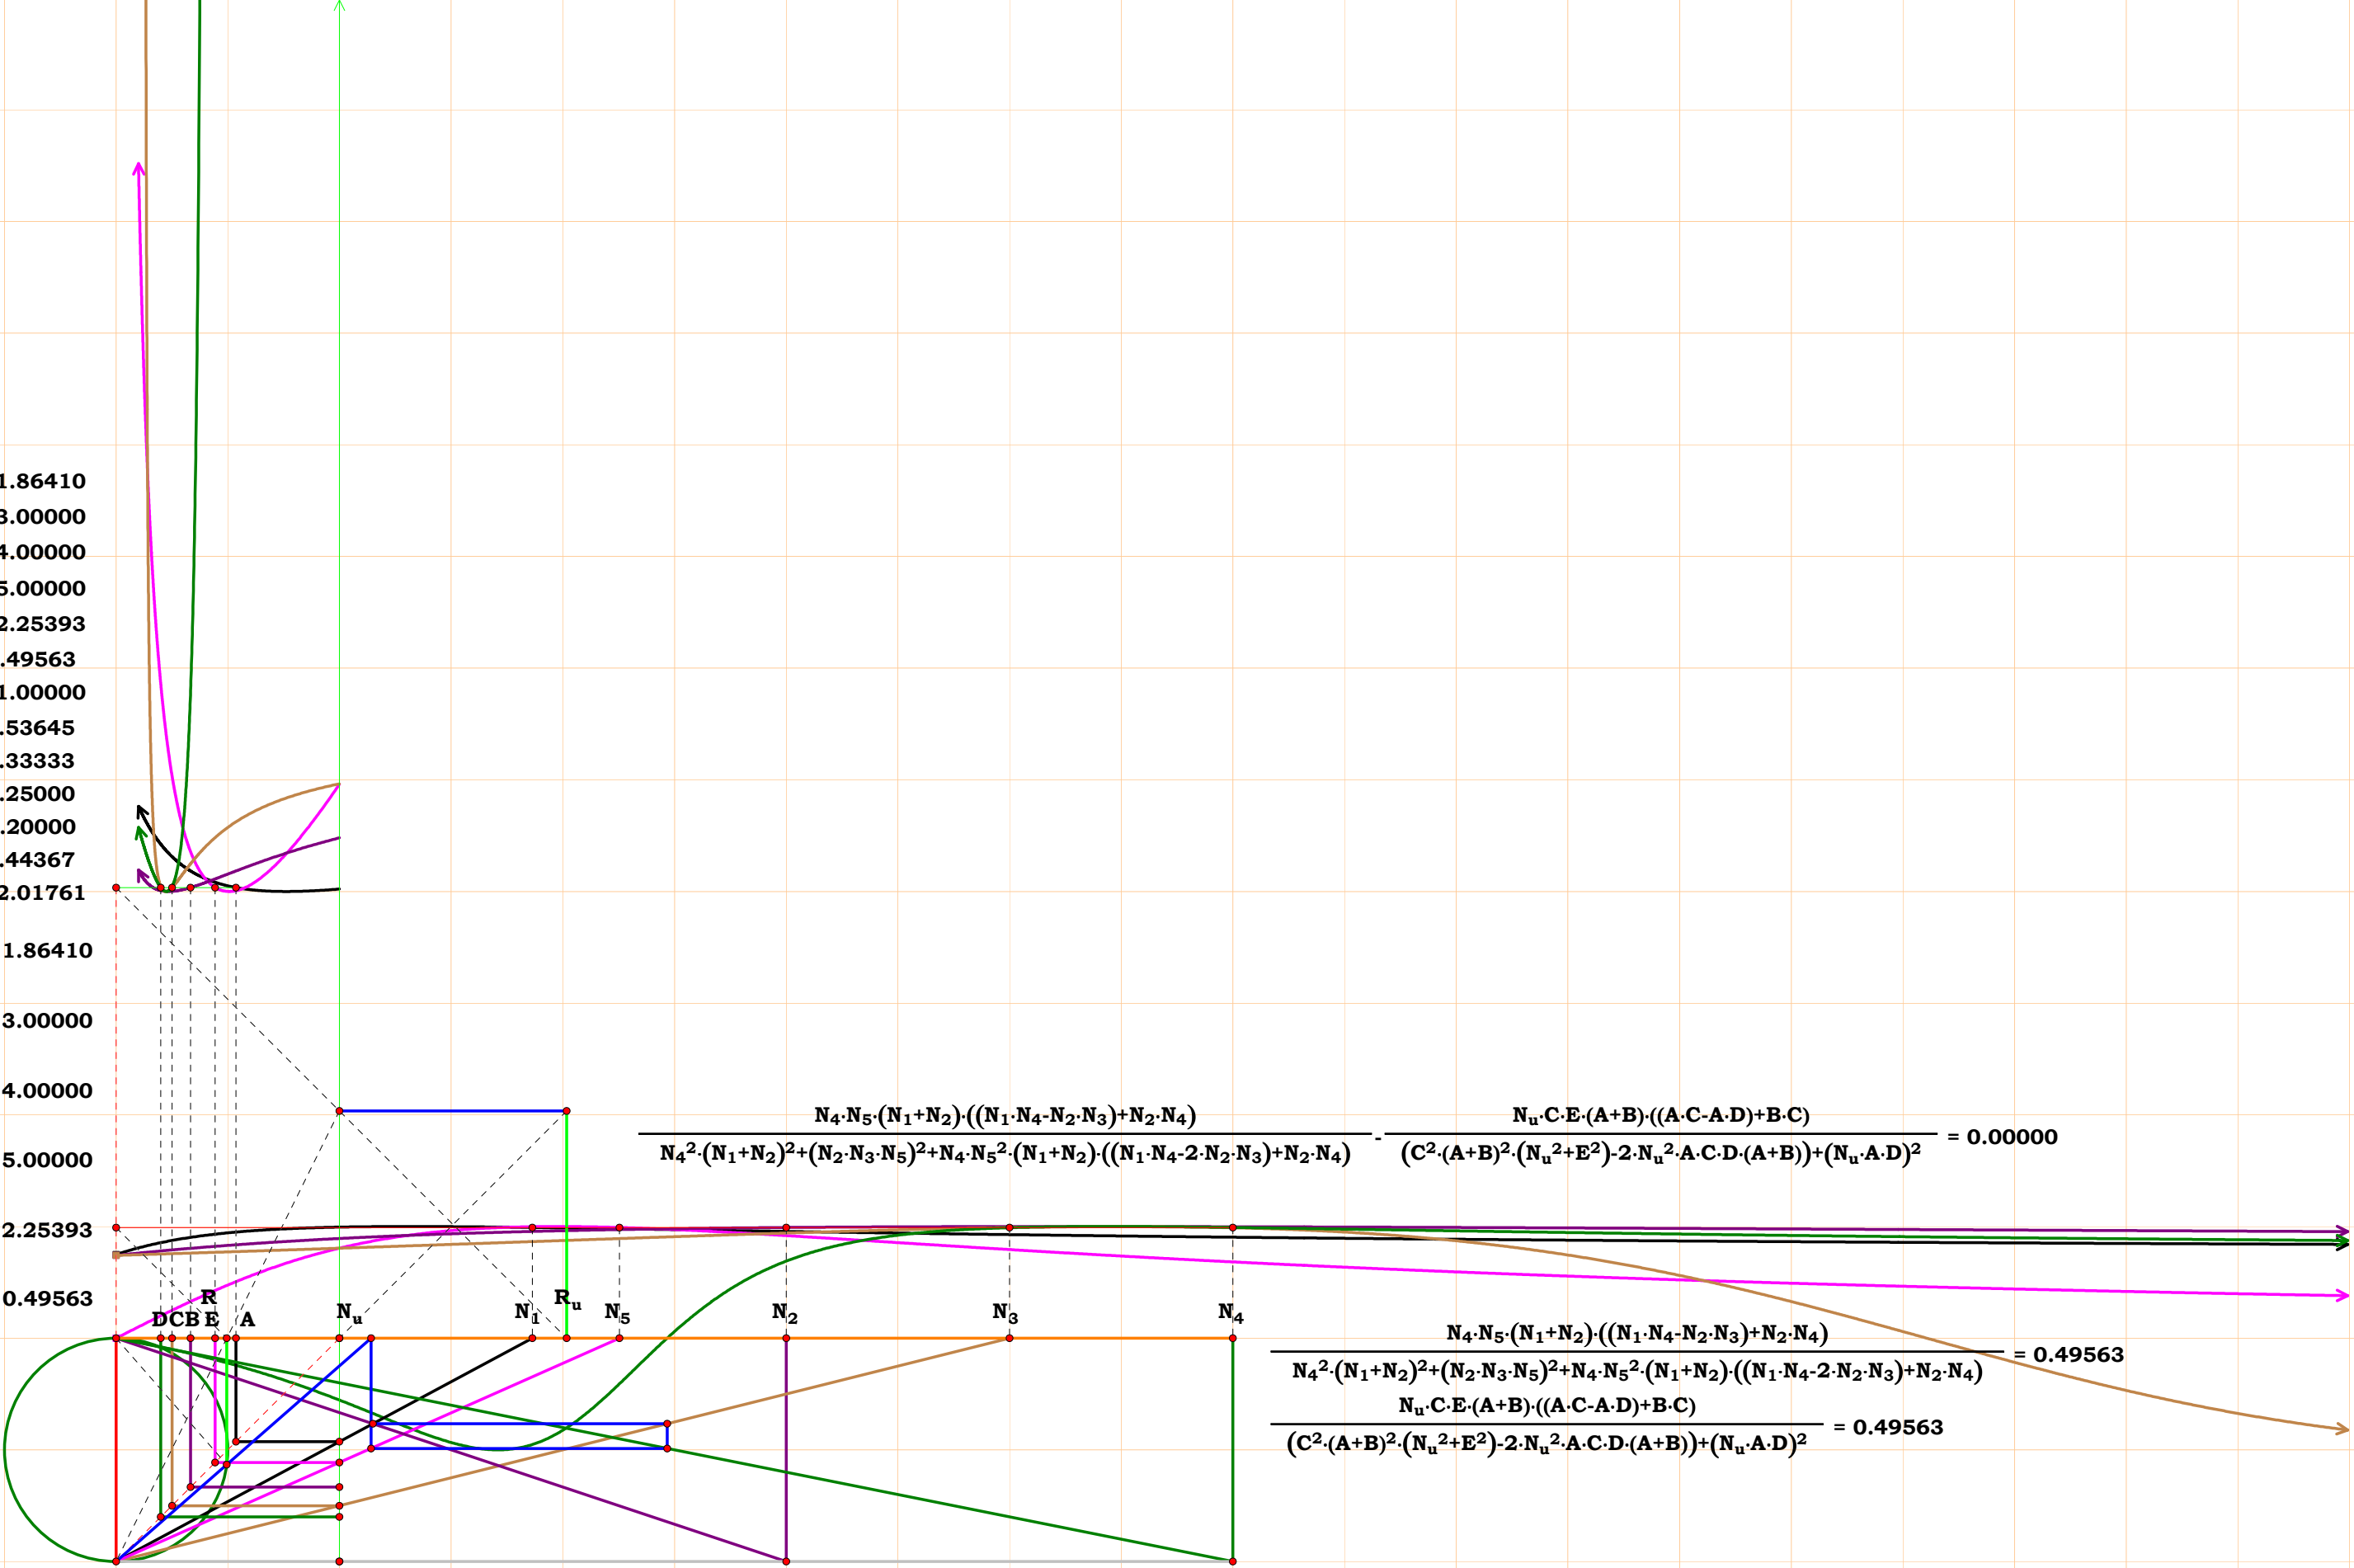 1.86410
3.00000
4.00000
5.00000
2.25393
.49563
1.00000
.53645
.33333
.25000
.20000
.44367
2.01761
1.86410
3.00000
4.00000
5.00000
2.25393
0.49563
N₄·N₅·(N₁+N₂)·((N₁·N₄-N₂·N₃)+N₂·N₄)
N₄²·(N₁+N₂)²+(N₂·N₃·N₅)²+N₄·N₅²·(N₁+N₂)·((N₁·N₄-2·N₂·N₃)+N₂·N₄)
-
Nᵤ·C·E·(A+B)·((A·C-A·D)+B·C)
(C²·(A+B)²·(Nᵤ²+E²)-2·Nᵤ²·A·C·D·(A+B))+(Nᵤ·A·D)²
= 0.00000
R
D C B E A Nᵤ N₁ Rᵤ N₅ N₂ N₃ N₄
N₄·N₅·(N₁+N₂)·((N₁·N₄-N₂·N₃)+N₂·N₄)
N₄²·(N₁+N₂)²+(N₂·N₃·N₅)²+N₄·N₅²·(N₁+N₂)·((N₁·N₄-2·N₂·N₃)+N₂·N₄)
= 0.49563
Nᵤ·C·E·(A+B)·((A·C-A·D)+B·C)
(C²·(A+B)²·(Nᵤ²+E²)-2·Nᵤ²·A·C·D·(A+B))+(Nᵤ·A·D)²
= 0.49563